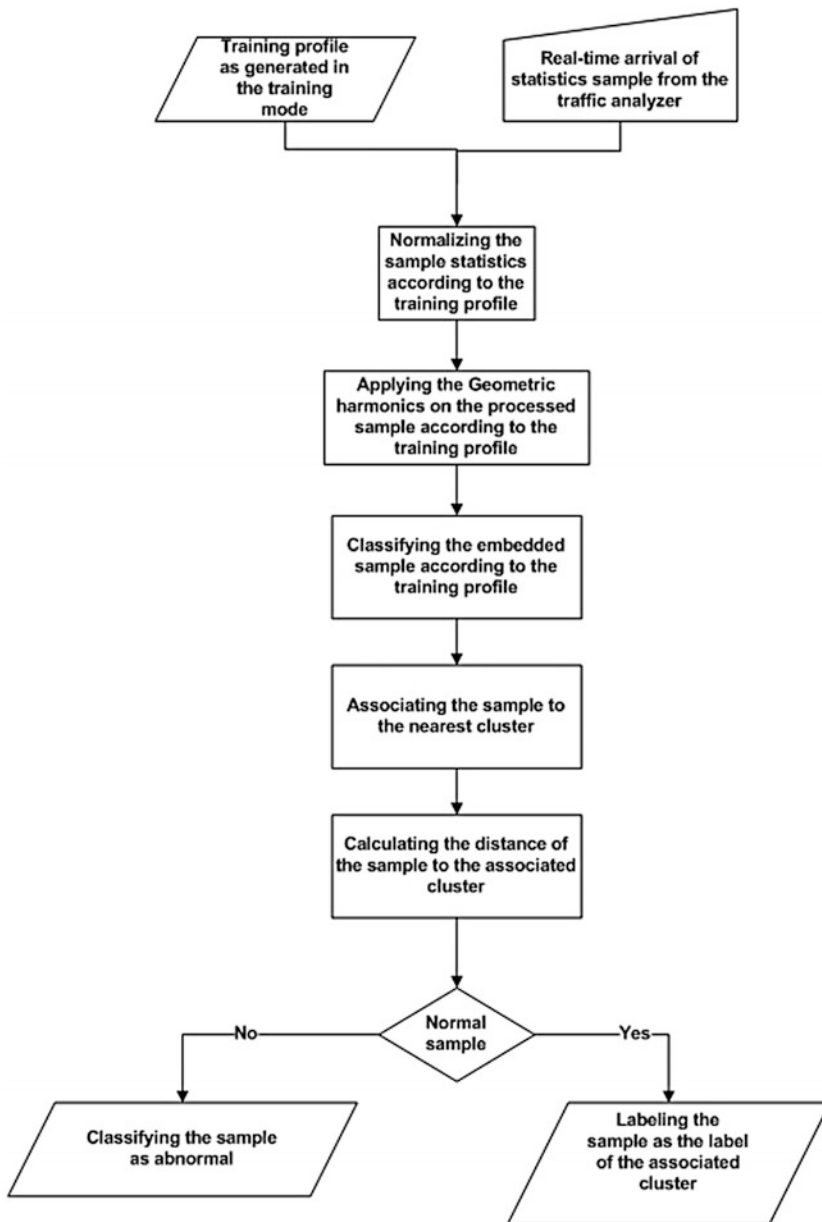 Training profile
as generated in
the training
mode
Real-time arrival of
statistics sample from the
traffic analyzer
Normalizing the
sample statistics
according to the
training profile
Applying the Geometric
harmonics on the processed
sample according to the
training profile
Classifying the embedded
sample according to the
training profile
Associating the sample to
the nearest cluster
Calculating the distance of
the sample to the associated
cluster
Normal
sample
No
Yes
Classifying the sample
as abnormal
Labeling the
sample as the label
of the associated
cluster